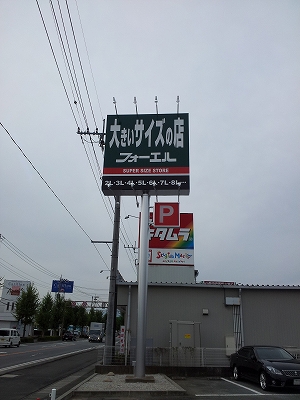 大きいサイズの店
フォーエル
SUPER SIZE STORE
2L・3L・4L・5L・6L・7L・8L
P
タムラ